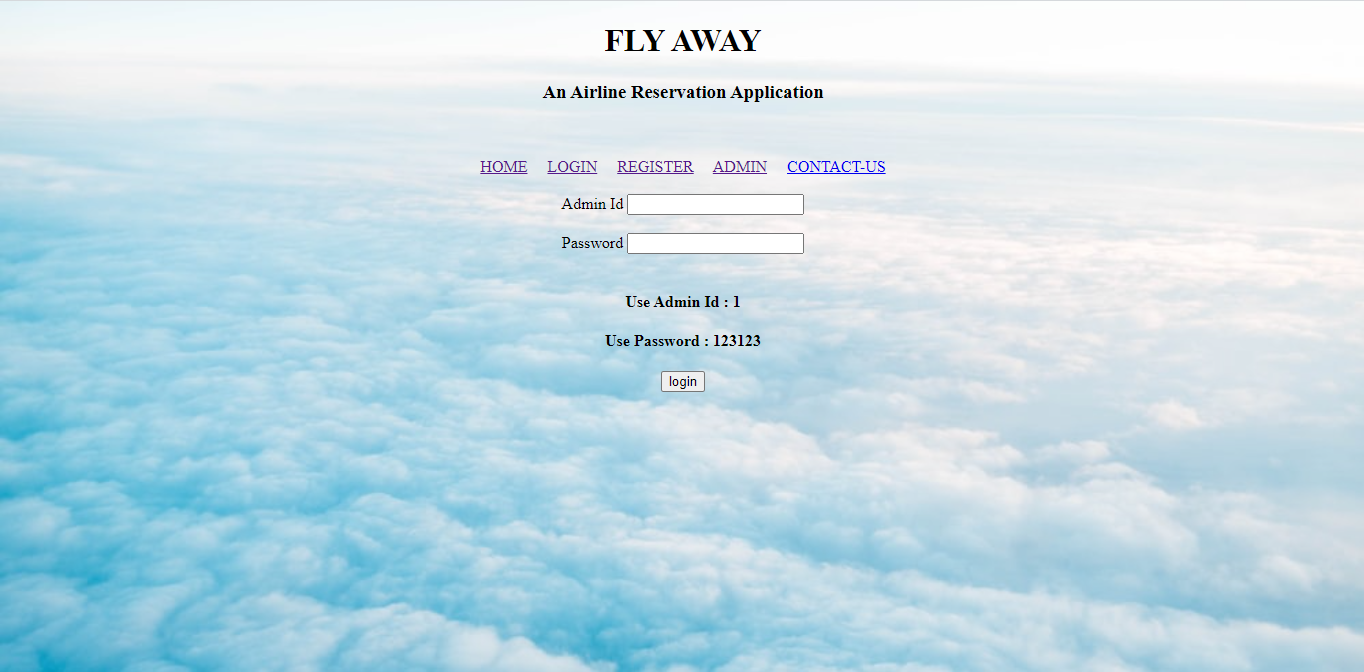 FLY AWAY
An Airline Reservation Application
HOME LOGIN REGISTER ADMIN CONTACT-US
Admin Id
Password
Use Admin Id : 1
Use Password : 123123
login